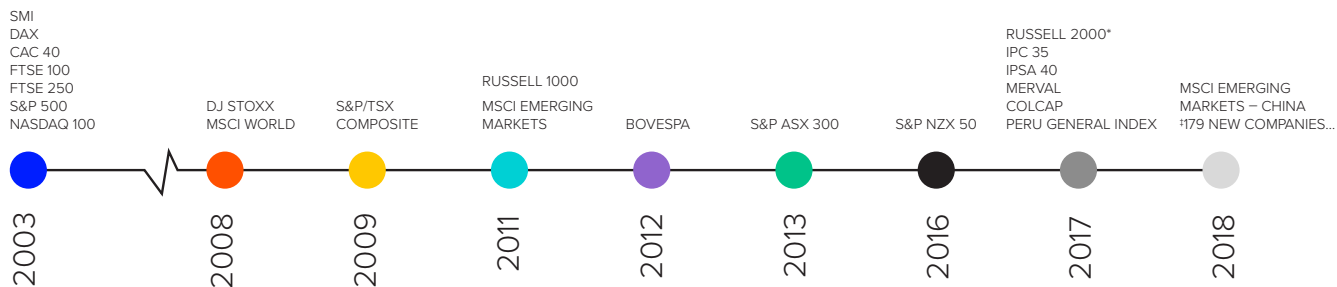 SMI
DAX
CAC 40
FTSE 100
FTSE 250
S&P 500
NASDAQ 100
DJ STOXX
MSCI WORLD
S&P/TSX
COMPOSITE
RUSSELL 1000
MSCI EMERGING
MARKETS
BOVESPA
S&P ASX 300
S&P NZX 50
RUSSELL 2000*
IPC 35
IPSA 40
MERVAL
COLCAP
PERU GENERAL INDEX
MSCI EMERGING
MARKETS – CHINA
‡179 NEW COMPANIES...
2003
2008
2009
2011
2012
2013
2016
2017
2018